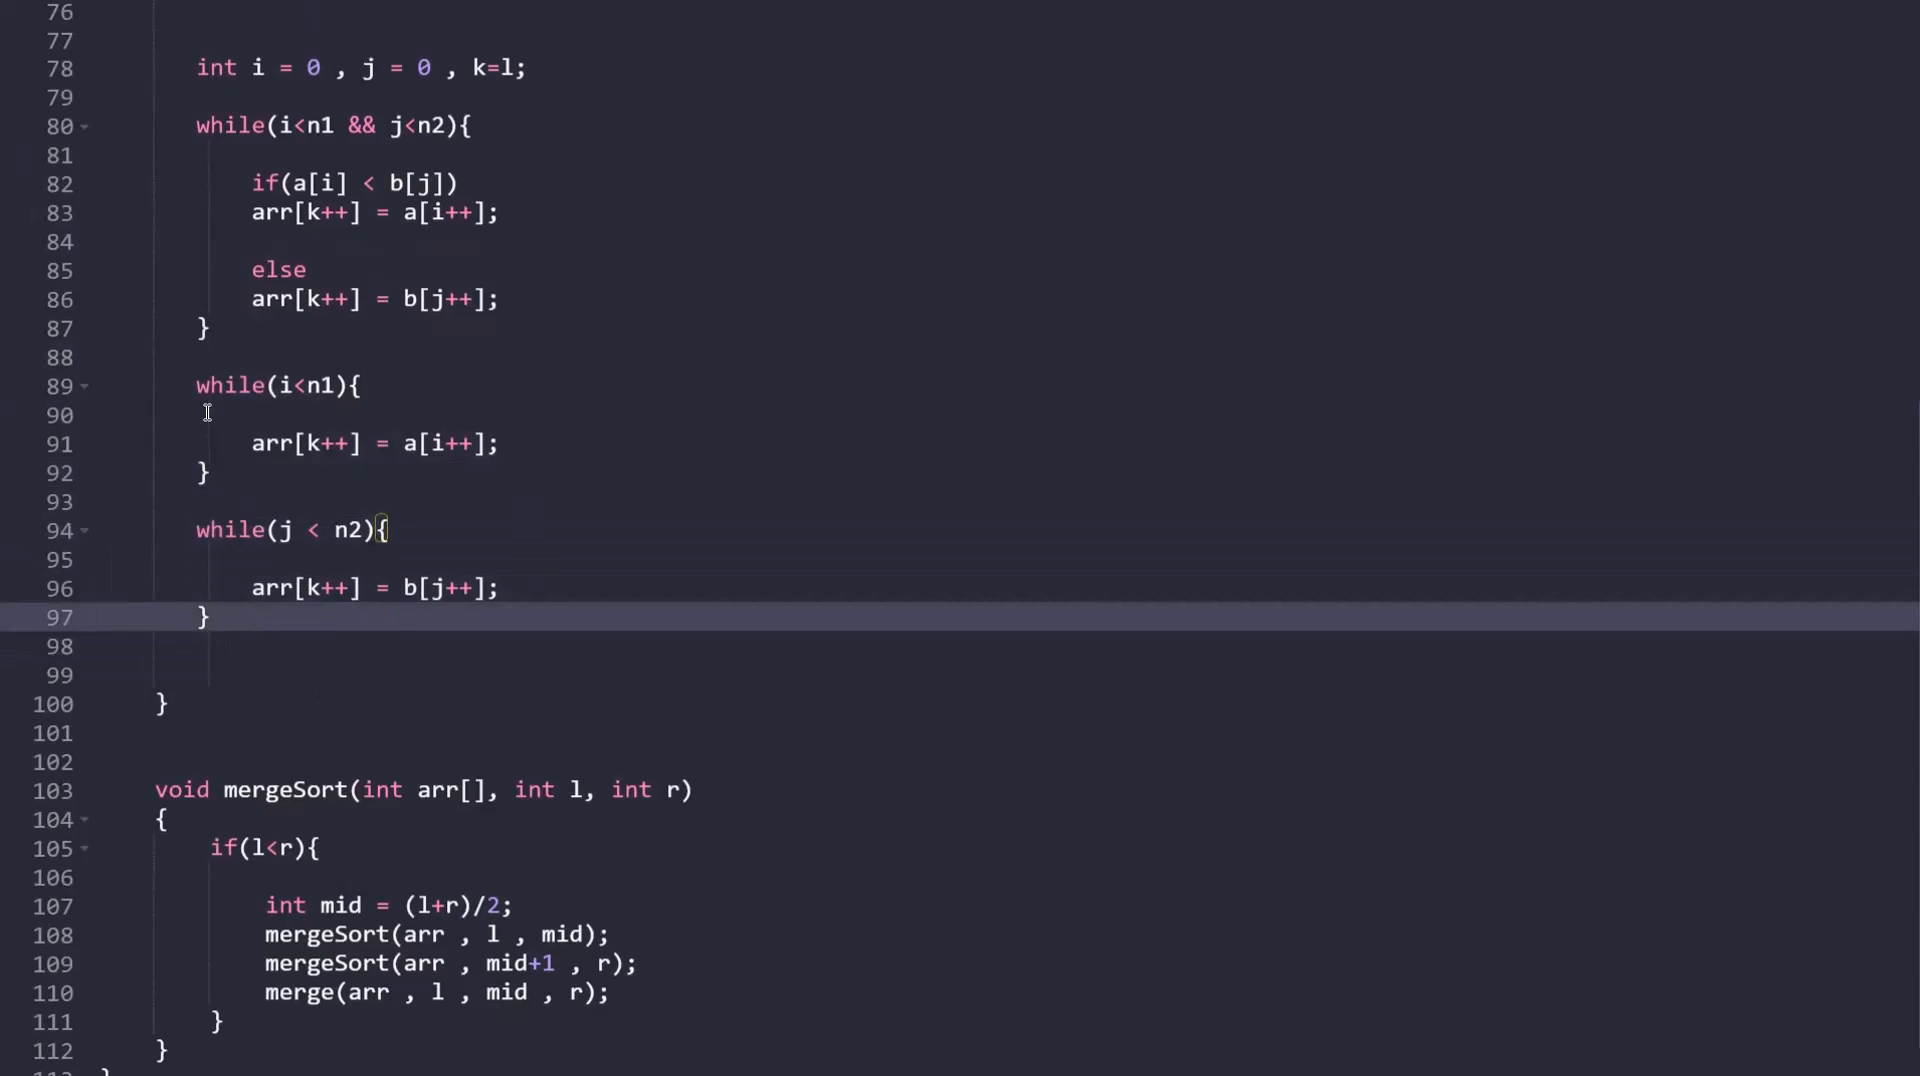 76
77
78 int i = 0 , j = 0 , k=l;
79
80 while(i<n1 && j<n2){
81
82 if(a[i] < b[j])
83 arr[k++] = a[i++];
84
85 else
86 arr[k++] = b[j++];
87 }
88
89 while(i<n1){
90
91 arr[k++] = a[i++];
92 }
93
94 while(j < n2){
95
96 arr[k++] = b[j++];
97 }
98
99
100 }
101
102
103 void mergeSort(int arr[], int l, int r)
104 {
105 if(l<r){
106
107 int mid = (l+r)/2;
108 mergeSort(arr , l , mid);
109 mergeSort(arr , mid+1 , r);
110 merge(arr , l , mid , r);
111 }
112 }